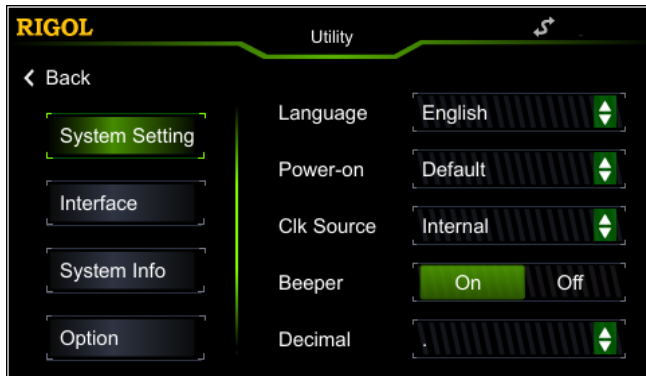 RIGOL
Utility
Back
System Setting
Interface
System Info
Option
Language English
Power-on Default
Clk Source Internal
Beeper On Off
Decimal .